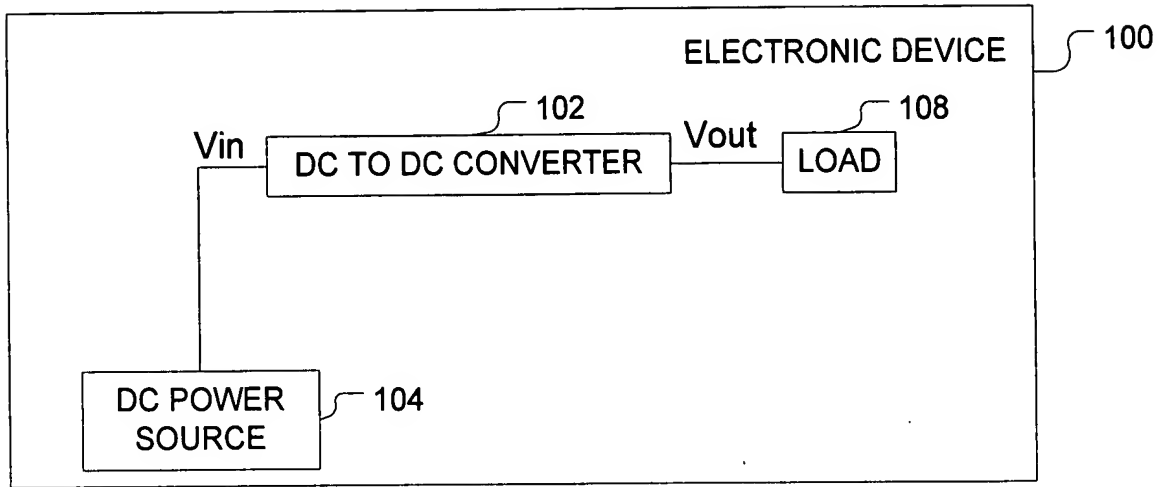 ELECTRONIC DEVICE
100
102
108
Vin
DC TO DC CONVERTER
Vout
LOAD
DC POWER
SOURCE
104